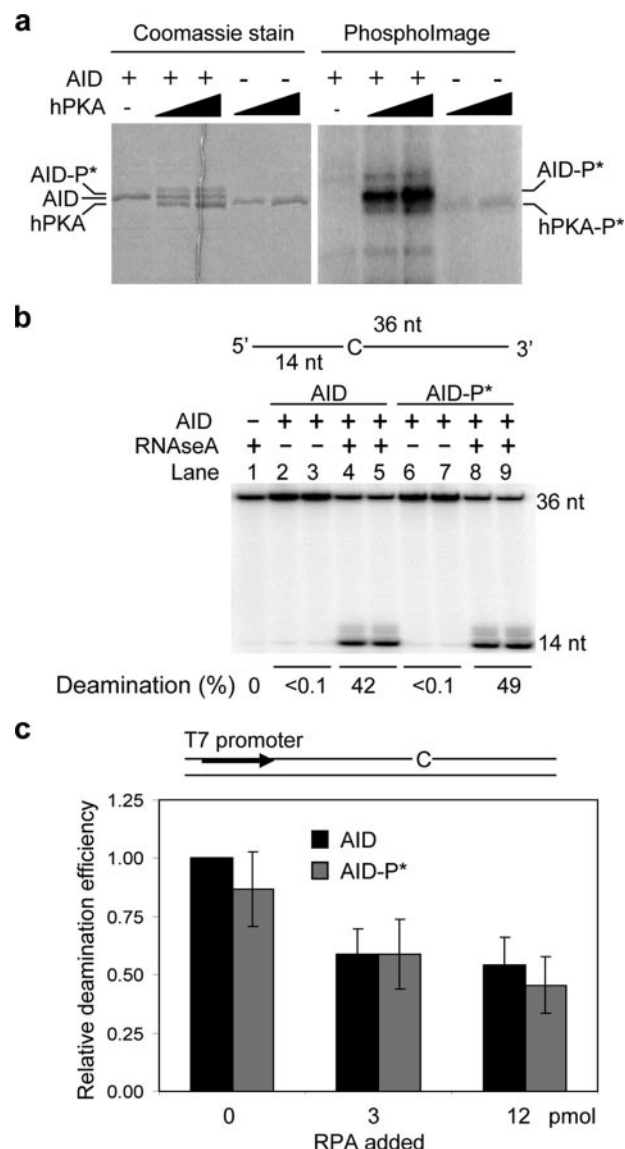 a
Coomassie stain PhosphoImage
AID + + + - - + + + - -
hPKA - -
AID-P*
AID
hPKA
AID-P*
hPKA-P*
b
36 nt
5' C 3'
14 nt
AID AID-P*
AID – + + + + + + + +
RNAseA + – – + + – – + +
Lane 1 2 3 4 5 6 7 8 9
36 nt
14 nt
Deamination (%) 0 <0.1 42 <0.1 49
c
T7 promoter
C
Relative deamination efficiency
1.25
1.00
0.75
0.50
0.25
0.00
AID
AID-P*
0 3 12 pmol
RPA added